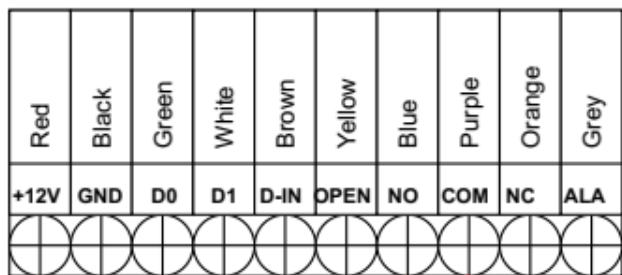 Red Black Green White Brown Yellow Blue Purple Orange Grey
+12V GND D0 D1 D-IN OPEN NO COM NC ALA